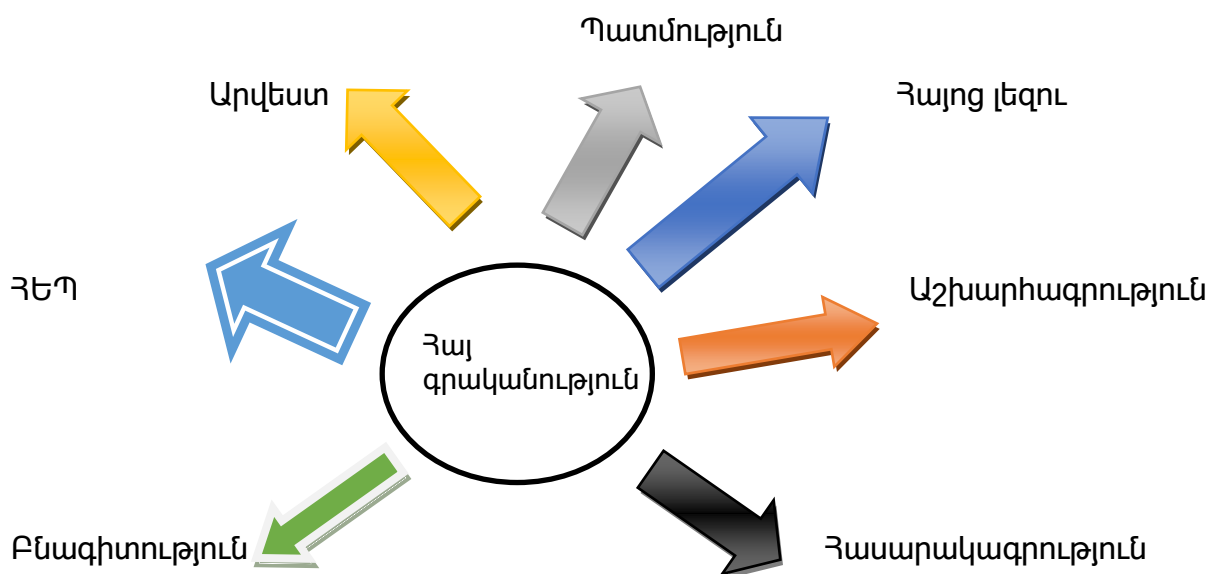 Պատմություն
Արվեստ
Հայոց լեզու
ՀԵՊ
Աշխարհագրություն
Հայ
գրականություն
Բնագիտություն
Հասարակագրություն